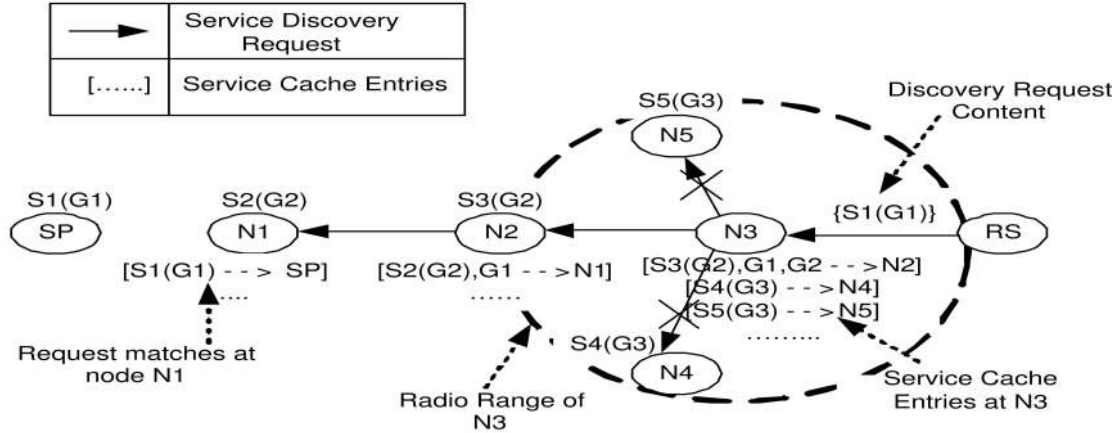 Service Discovery
Request
[......]
Service Cache Entries
Discovery Request
Content
S5(G3)
N5
S1(G1)
S2(G2)
S3(G2)
{S1(G1)}
SP
N1
N2
N3
RS
[S1(G1) - -> SP]
....
[S2(G2),G1 - ->N1]
......
[S3(G2),G1,G2 - ->N2]
[S4(G3) - ->N4]
[S5(G3) - ->N5]
.........
S4(G3)
N4
Request matches at
node N1
Radio Range of
N3
Service Cache
Entries at N3